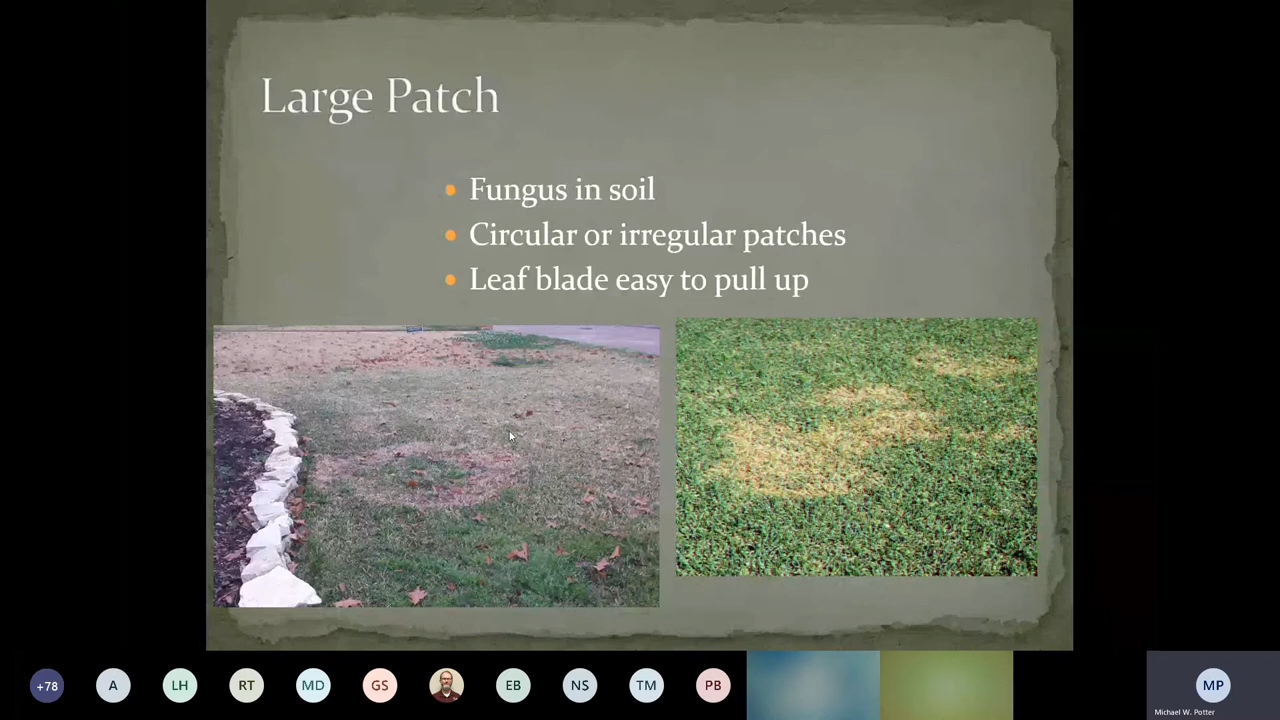 Large Patch
Fungus in soil
Circular or irregular patches
Leaf blade easy to pull up
+78
A
LH
RT
MD
GS
EB
NS
TM
PB
MP
Michael W. Potter